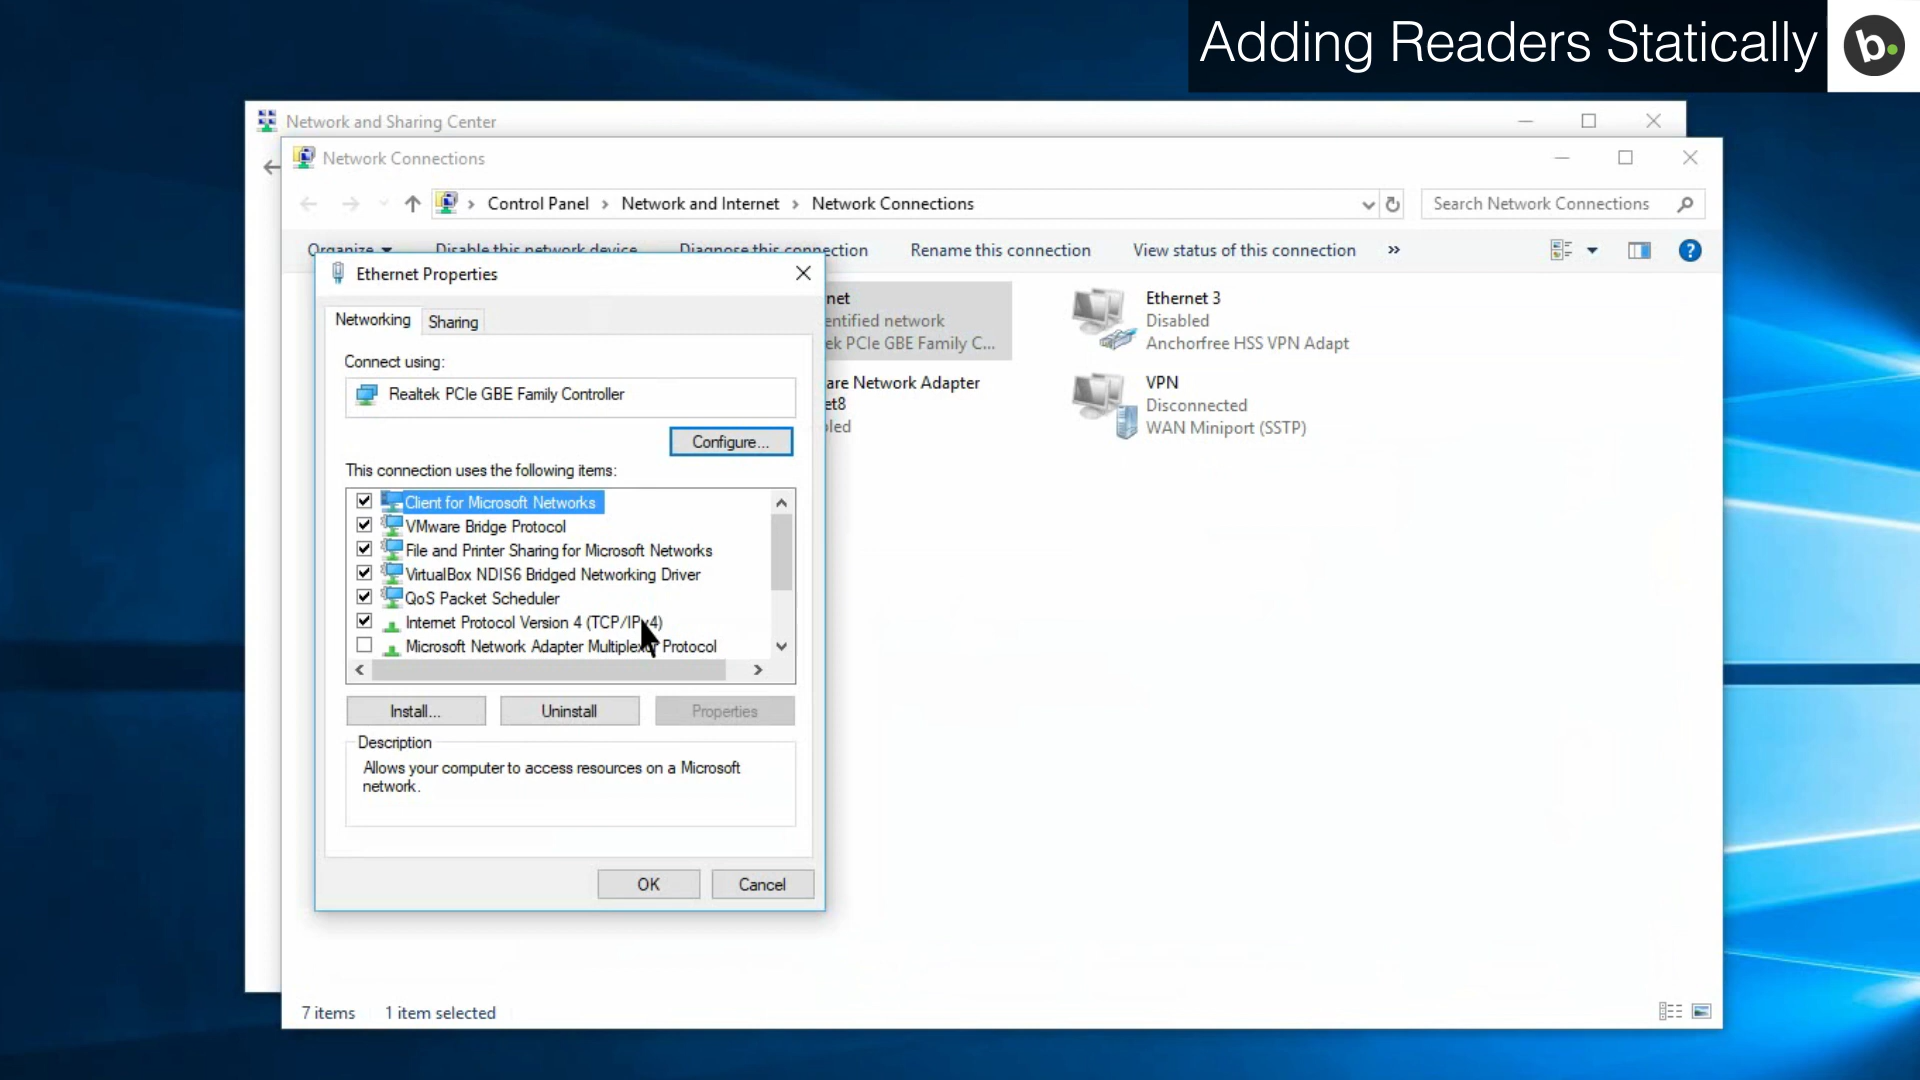 Adding Readers Statically
b.
Network and Sharing Center
Network Connections
Control Panel > Network and Internet > Network Connections
Search Network Connections
Organize
Disable this network device
Diagnose this connection
Rename this connection
View status of this connection
»
?
Ethernet Properties
Networking
Sharing
Connect using:
Realtek PCIe GBE Family Controller
Configure...
This connection uses the following items:
Client for Microsoft Networks
VMware Bridge Protocol
File and Printer Sharing for Microsoft Networks
VirtualBox NDIS6 Bridged Networking Driver
QoS Packet Scheduler
Internet Protocol Version 4 (TCP/IPv4)
Microsoft Network Adapter Multiplexor Protocol
Install...
Uninstall
Properties
Description
Allows your computer to access resources on a Microsoft
network.
OK
Cancel
net
entified network
ek PCIe GBE Family C...
are Network Adapter
et8
led
Ethernet 3
Disabled
Anchorfree HSS VPN Adapt
VPN
Disconnected
WAN Miniport (SSTP)
7 items
1 item selected